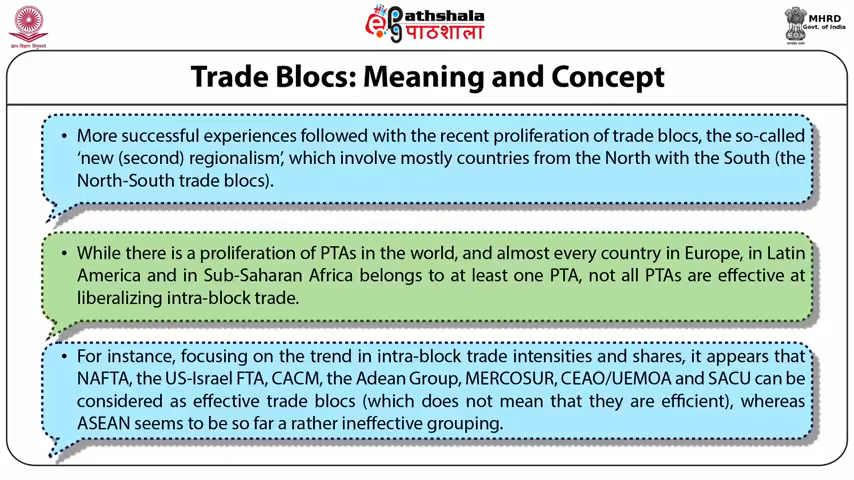 Pathshala
पाठशाला
MHRD
Govt. of India
Trade Blocs: Meaning and Concept
• More successful experiences followed with the recent proliferation of trade blocs, the so-called
‘new (second) regionalism’, which involve mostly countries from the North with the South (the
North-South trade blocs).
• While there is a proliferation of PTAs in the world, and almost every country in Europe, in Latin
America and in Sub-Saharan Africa belongs to at least one PTA, not all PTAs are effective at
liberalizing intra-block trade.
• For instance, focusing on the trend in intra-block trade intensities and shares, it appears that
NAFTA, the US-Israel FTA, CACM, the Adean Group, MERCOSUR, CEAO/UEMOA and SACU can be
considered as effective trade blocs (which does not mean that they are efficient), whereas
ASEAN seems to be so far a rather ineffective grouping.